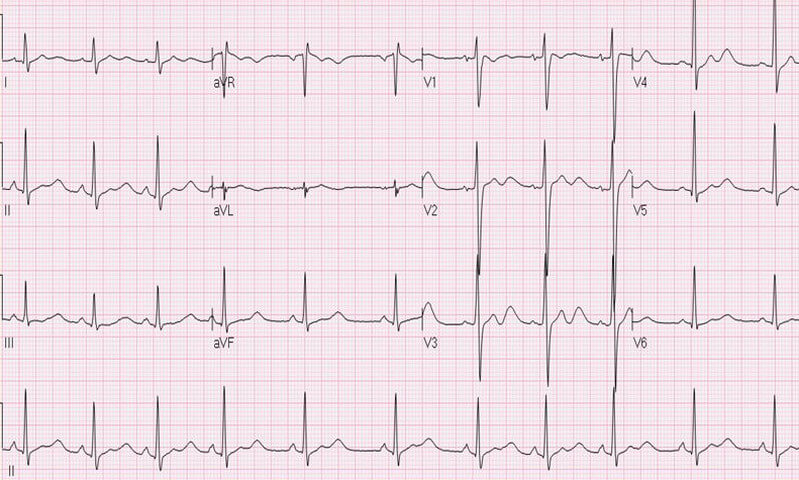 I aVR V1 V4
II aVL V2 V5
III aVF V3 V6
II